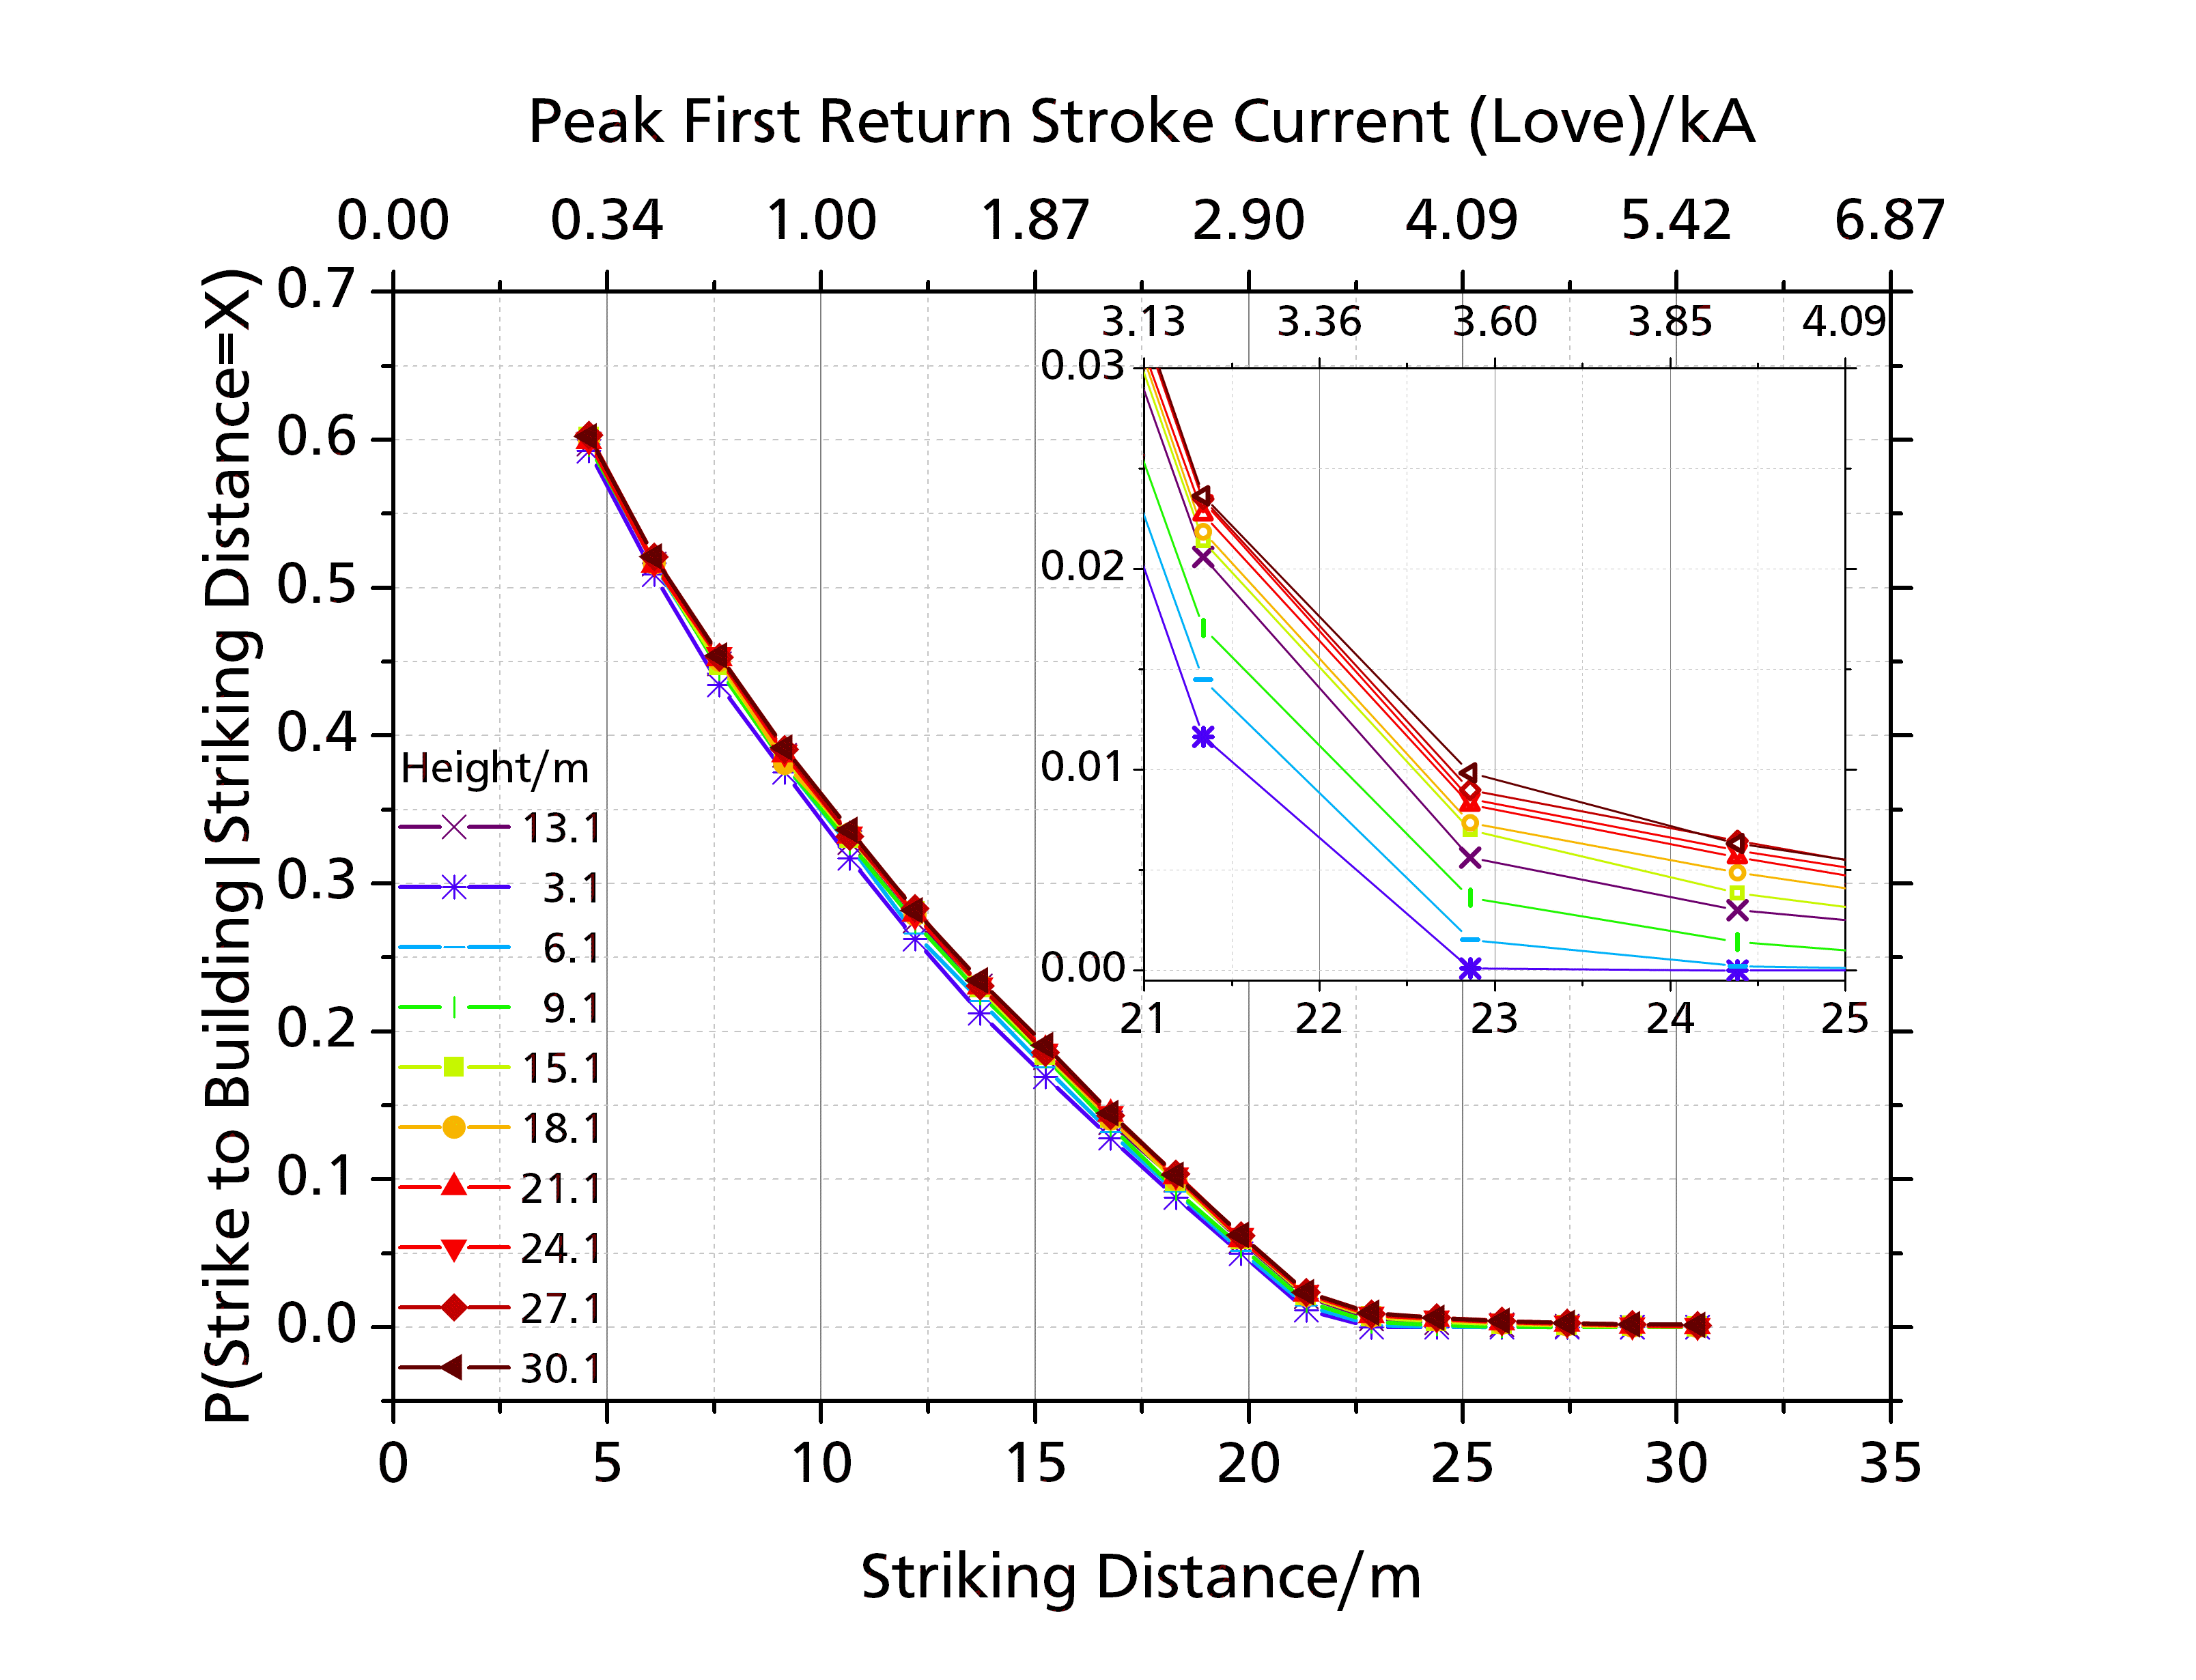 Peak First Return Stroke Current (Love)/kA
0.00 0.34 1.00 1.87 2.90 4.09 5.42 6.87
P(Strike to Building|Striking Distance=X)
0.7
0.6
0.5
0.4
0.3
0.2
0.1
0.0
3.13 3.36 3.60 3.85 4.09
0.03
0.02
0.01
0.00
21 22 23 24 25
Height/m
13.1
3.1
6.1
9.1
15.1
18.1
21.1
24.1
27.1
30.1
0 5 10 15 20 25 30 35
Striking Distance/m